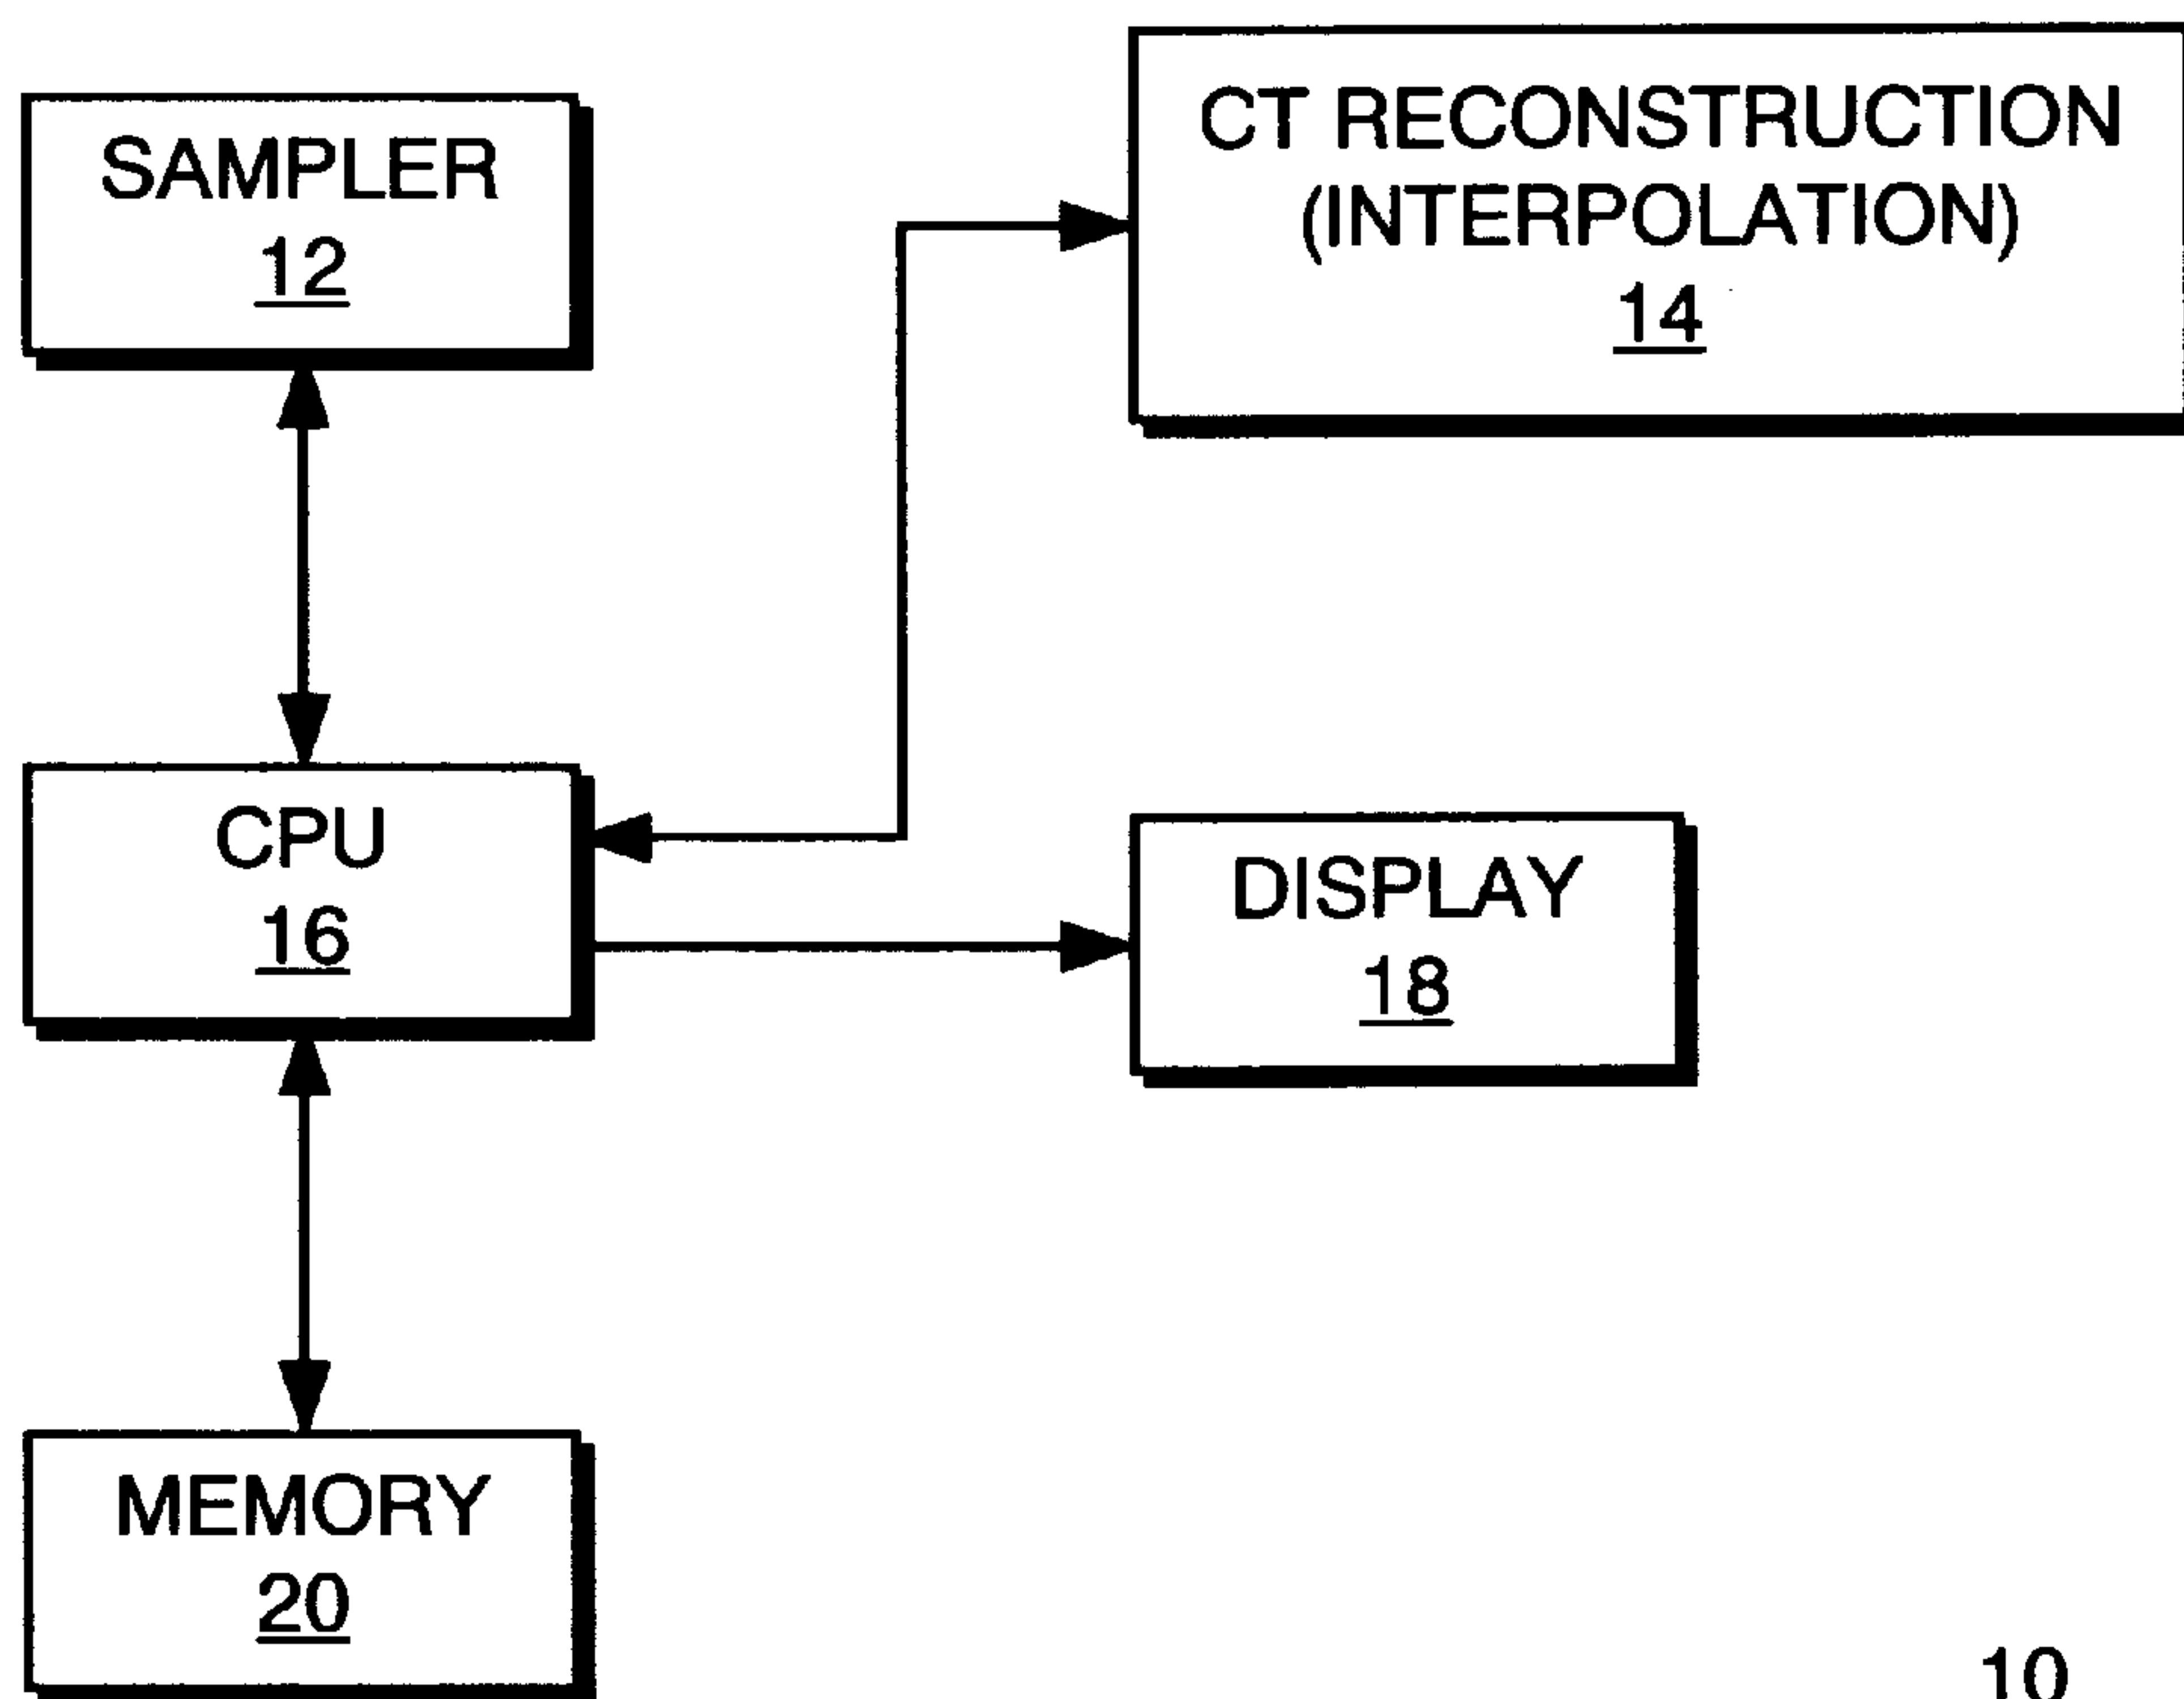 SAMPLER
12
CT RECONSTRUCTION
(INTERPOLATION)
14
CPU
16
DISPLAY
18
MEMORY
20
10